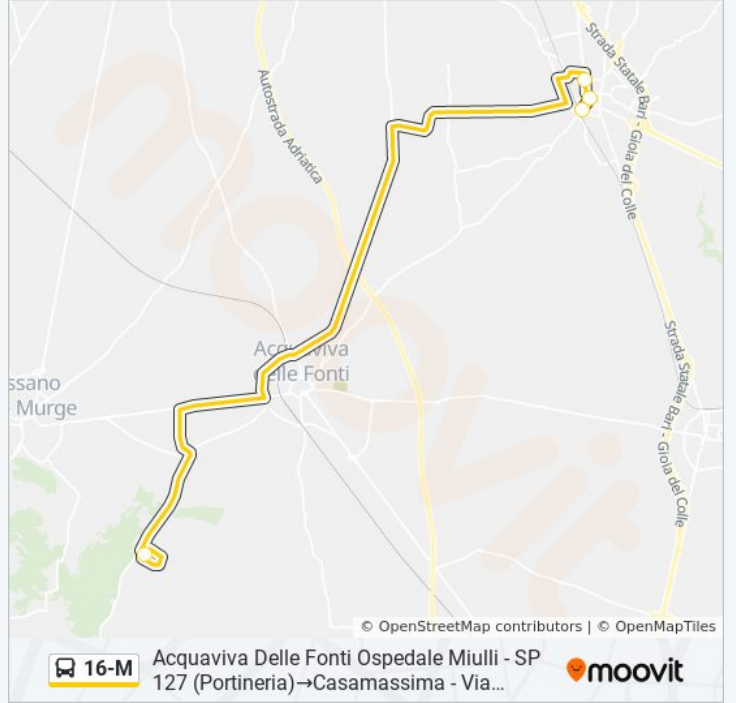 Strada Statale Bari - Gioia del Colle
Autostrada Adriatica
moovit
Acquaviva
delle Fonti
ssano
Murge
Strada Statale Bari - Gioia del Colle
© OpenStreetMap contributors | © OpenMapTiles
16-M
Acquaviva Delle Fonti Ospedale Miulli - SP
127 (Portineria)→Casamassima - Via...
moovit